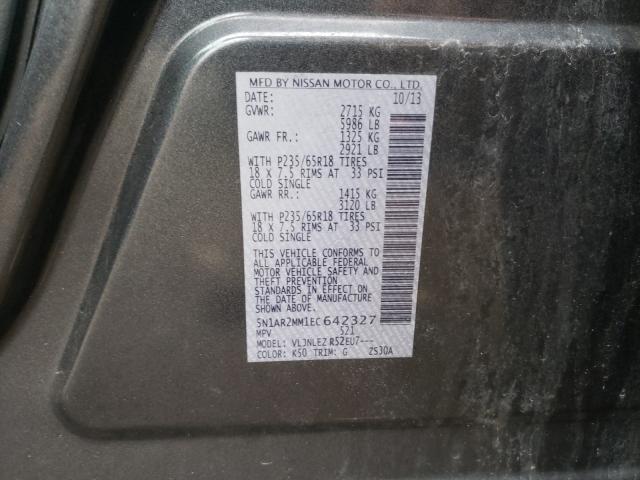 MFD BY NISSAN MOTOR CO., LTD.
DATE: 10/13
GVWR: 2715 KG
5986 LB
GAWR FR.: 1325 KG
2921 LB
WITH P235/65R18 TIRES
18 X 7.5 RIMS AT 33 PSI
COLD SINGLE
GAWR RR.: 1415 KG
3120 LB
WITH P235/65R18 TIRES
18 X 7.5 RIMS AT 33 PSI
COLD SINGLE
THIS VEHICLE CONFORMS TO
ALL APPLICABLE FEDERAL
MOTOR VEHICLE SAFETY AND
THEFT PREVENTION
STANDARDS IN EFFECT ON
THE DATE OF MANUFACTURE
SHOWN ABOVE.
5N1AR2MM1EC642327
MPV 521
MODEL: VLJNLEZ R52EU7---
COLOR: K50 TRIM: G 2S30A